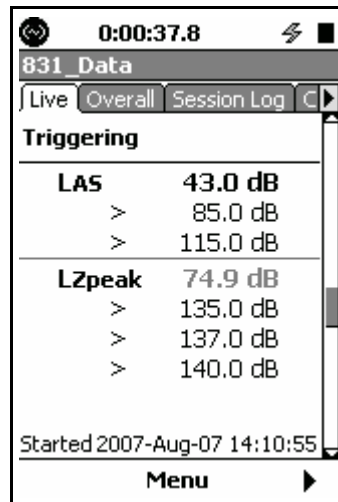 0:00:37.8
831_Data
Live Overall Session Log C
Triggering
LAS 43.0 dB
> 85.0 dB
> 115.0 dB
LZpeak 74.9 dB
> 135.0 dB
> 137.0 dB
> 140.0 dB
Started 2007-Aug-07 14:10:55
Menu